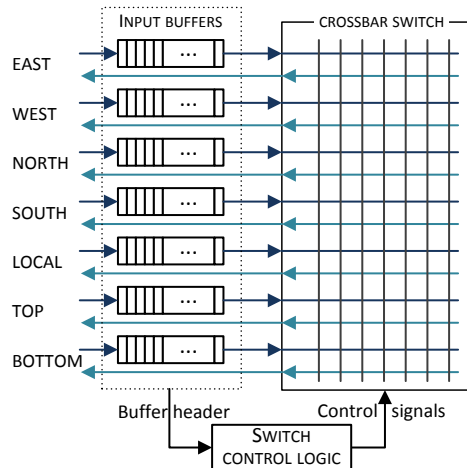 INPUT BUFFERS
CROSSBAR SWITCH
EAST
...
WEST
...
NORTH
...
SOUTH
...
LOCAL
...
TOP
...
BOTTOM
...
Buffer header
Control signals
SWITCH
CONTROL LOGIC